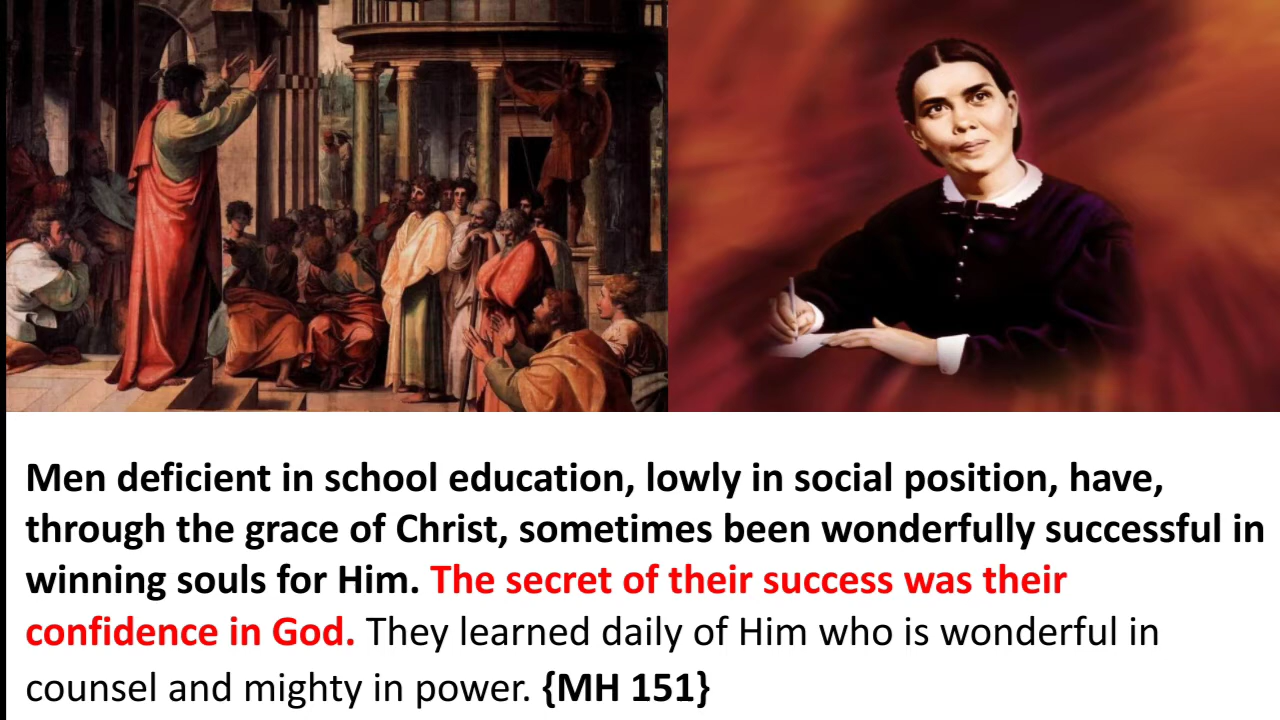 Men deficient in school education, lowly in social position, have,
through the grace of Christ, sometimes been wonderfully successful in
winning souls for Him. The secret of their success was their
confidence in God. They learned daily of Him who is wonderful in
counsel and mighty in power. {MH 151}